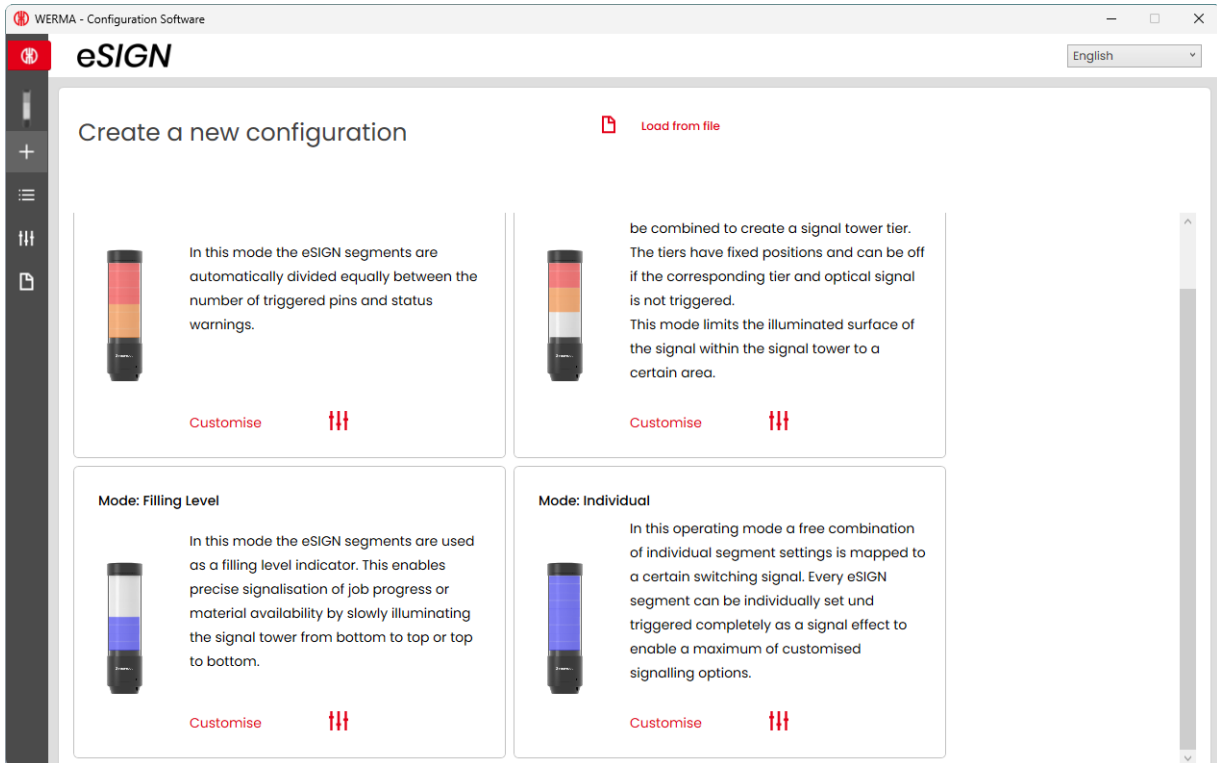 WERMA - Configuration Software
eSIGN
English
Create a new configuration
Load from file
In this mode the eSIGN segments are
automatically divided equally between the
number of triggered pins and status
warnings.
Customise
be combined to create a signal tower tier.
The tiers have fixed positions and can be off
if the corresponding tier and optical signal
is not triggered.
This mode limits the illuminated surface of
the signal within the signal tower to a
certain area.
Customise
Mode: Filling Level
In this mode the eSIGN segments are used
as a filling level indicator. This enables
precise signalisation of job progress or
material availability by slowly illuminating
the signal tower from bottom to top or top
to bottom.
Customise
Mode: Individual
In this operating mode a free combination
of individual segment settings is mapped to
a certain switching signal. Every eSIGN
segment can be individually set und
triggered completely as a signal effect to
enable a maximum of customised
signalling options.
Customise